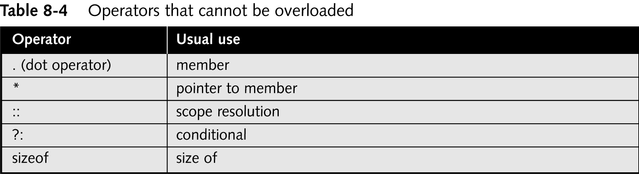 Table 8-4 Operators that cannot be overloaded
Operator Usual use
. (dot operator) member
* pointer to member
:: scope resolution
?: conditional
sizeof size of